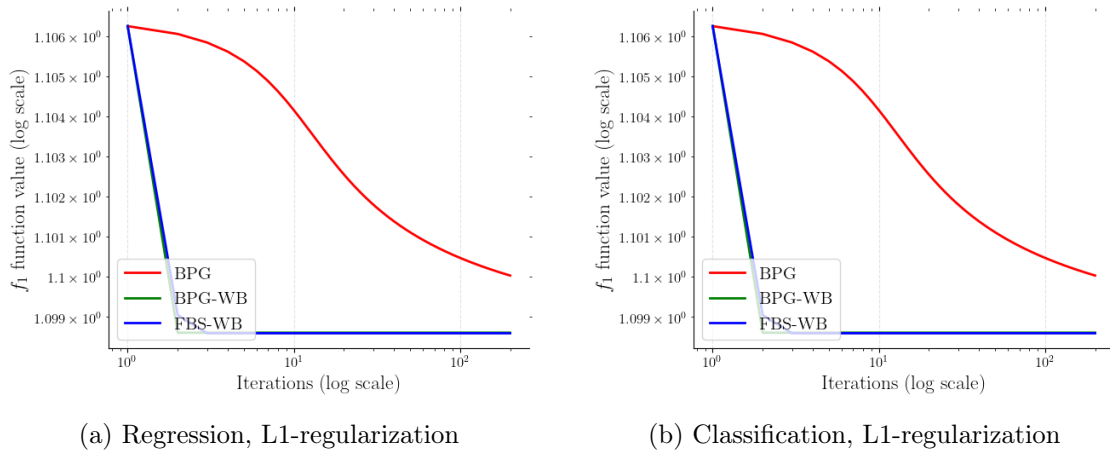 f₁ function value (log scale)
1.106 × 10⁰
1.105 × 10⁰
1.104 × 10⁰
1.103 × 10⁰
1.102 × 10⁰
1.101 × 10⁰
1.1 × 10⁰
1.099 × 10⁰
BPG
BPG-WB
FBS-WB
10⁰ 10¹ 10²
Iterations (log scale)
(a) Regression, L1-regularization
f₁ function value (log scale)
1.106 × 10⁰
1.105 × 10⁰
1.104 × 10⁰
1.103 × 10⁰
1.102 × 10⁰
1.101 × 10⁰
1.1 × 10⁰
1.099 × 10⁰
BPG
BPG-WB
FBS-WB
10⁰ 10¹ 10²
Iterations (log scale)
(b) Classification, L1-regularization